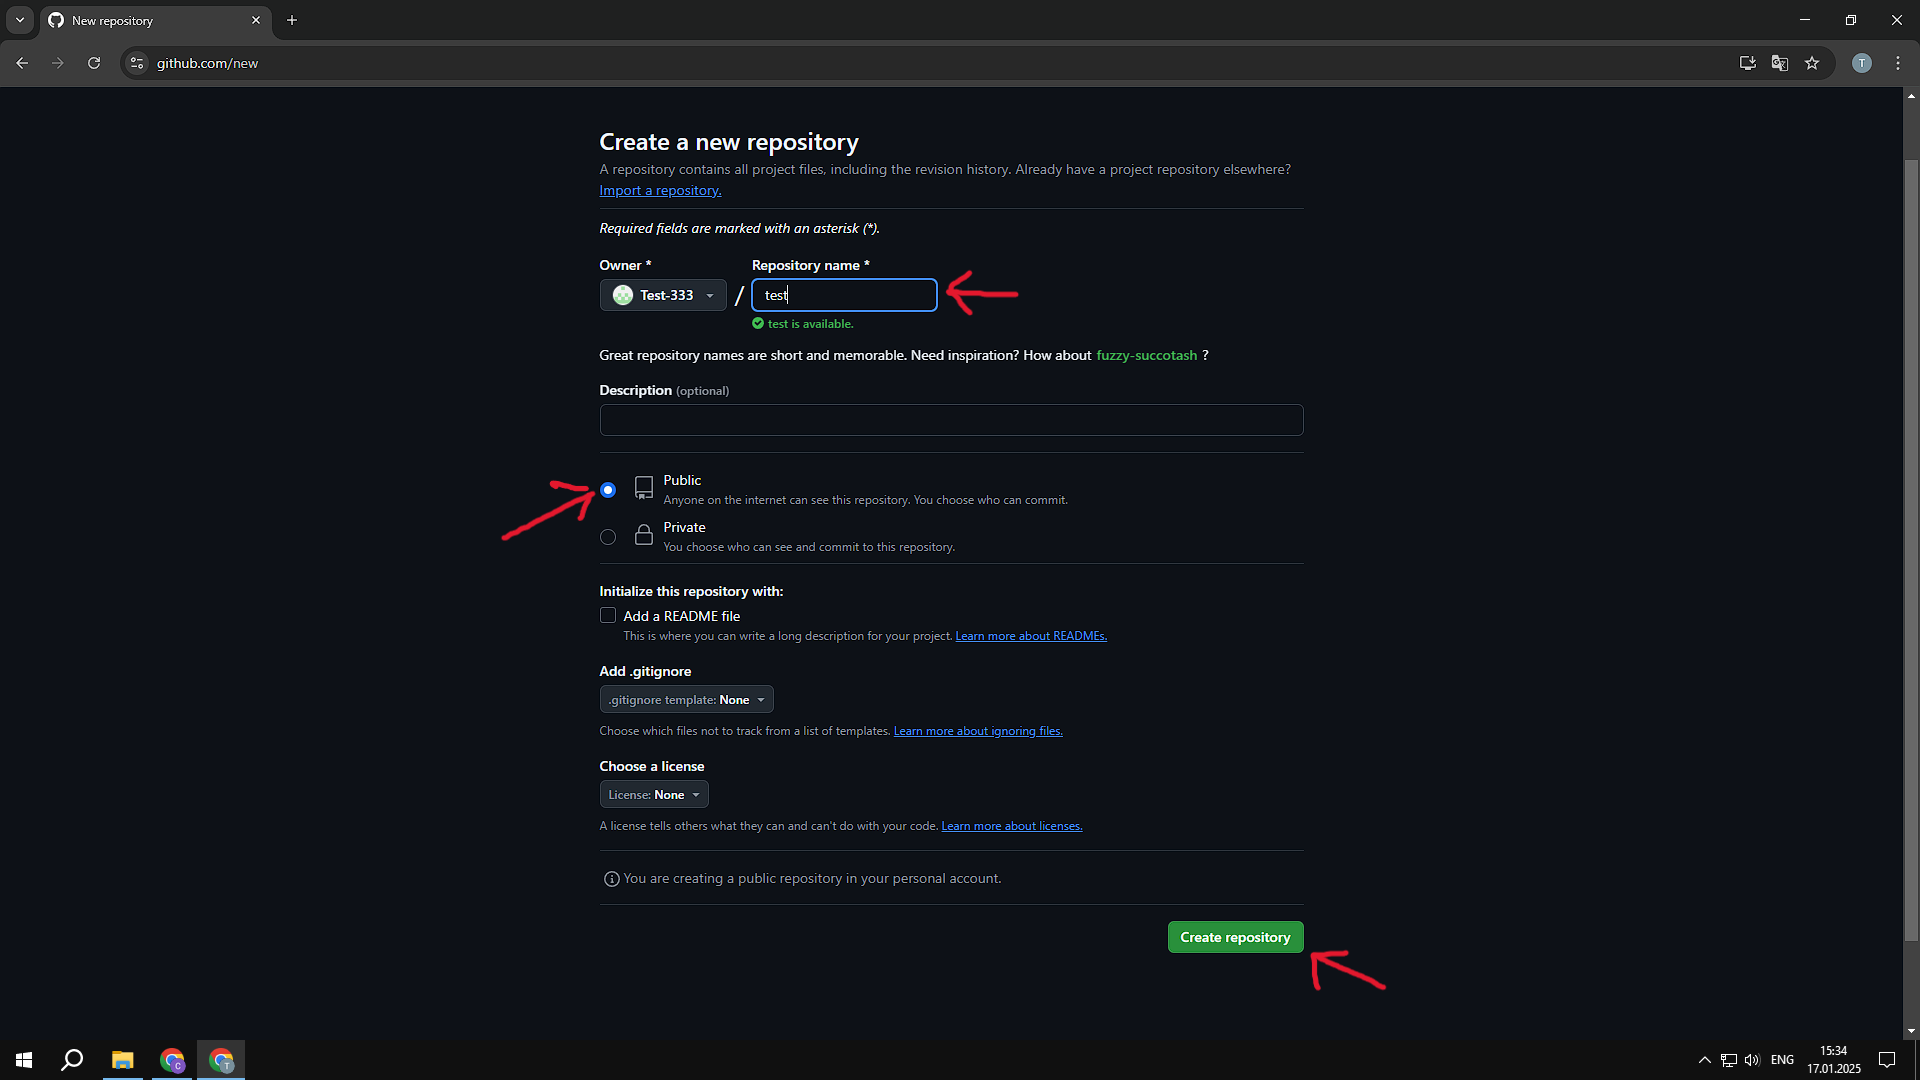 New repository
github.com/new
T
Create a new repository
A repository contains all project files, including the revision history. Already have a project repository elsewhere?
Import a repository.
Required fields are marked with an asterisk (*).
Owner *
Repository name *
Test-333
/
test
test is available.
Great repository names are short and memorable. Need inspiration? How about fuzzy-succotash ?
Description (optional)
Public
Anyone on the internet can see this repository. You choose who can commit.
Private
You choose who can see and commit to this repository.
Initialize this repository with:
Add a README file
This is where you can write a long description for your project. Learn more about READMEs.
Add .gitignore
.gitignore template: None
Choose which files not to track from a list of templates. Learn more about ignoring files.
Choose a license
License: None
A license tells others what they can and can't do with your code. Learn more about licenses.
You are creating a public repository in your personal account.
Create repository
C
T
ENG
15:34
17.01.2025